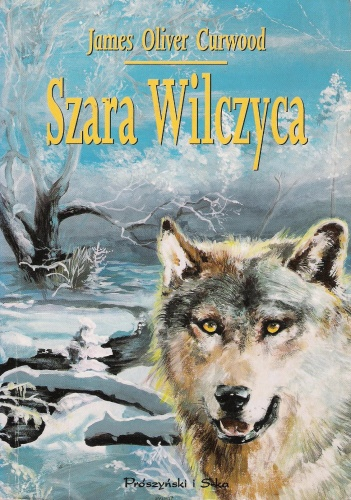 James Oliver Curwood
Szara Wilczyca
Prószyński i S-ka